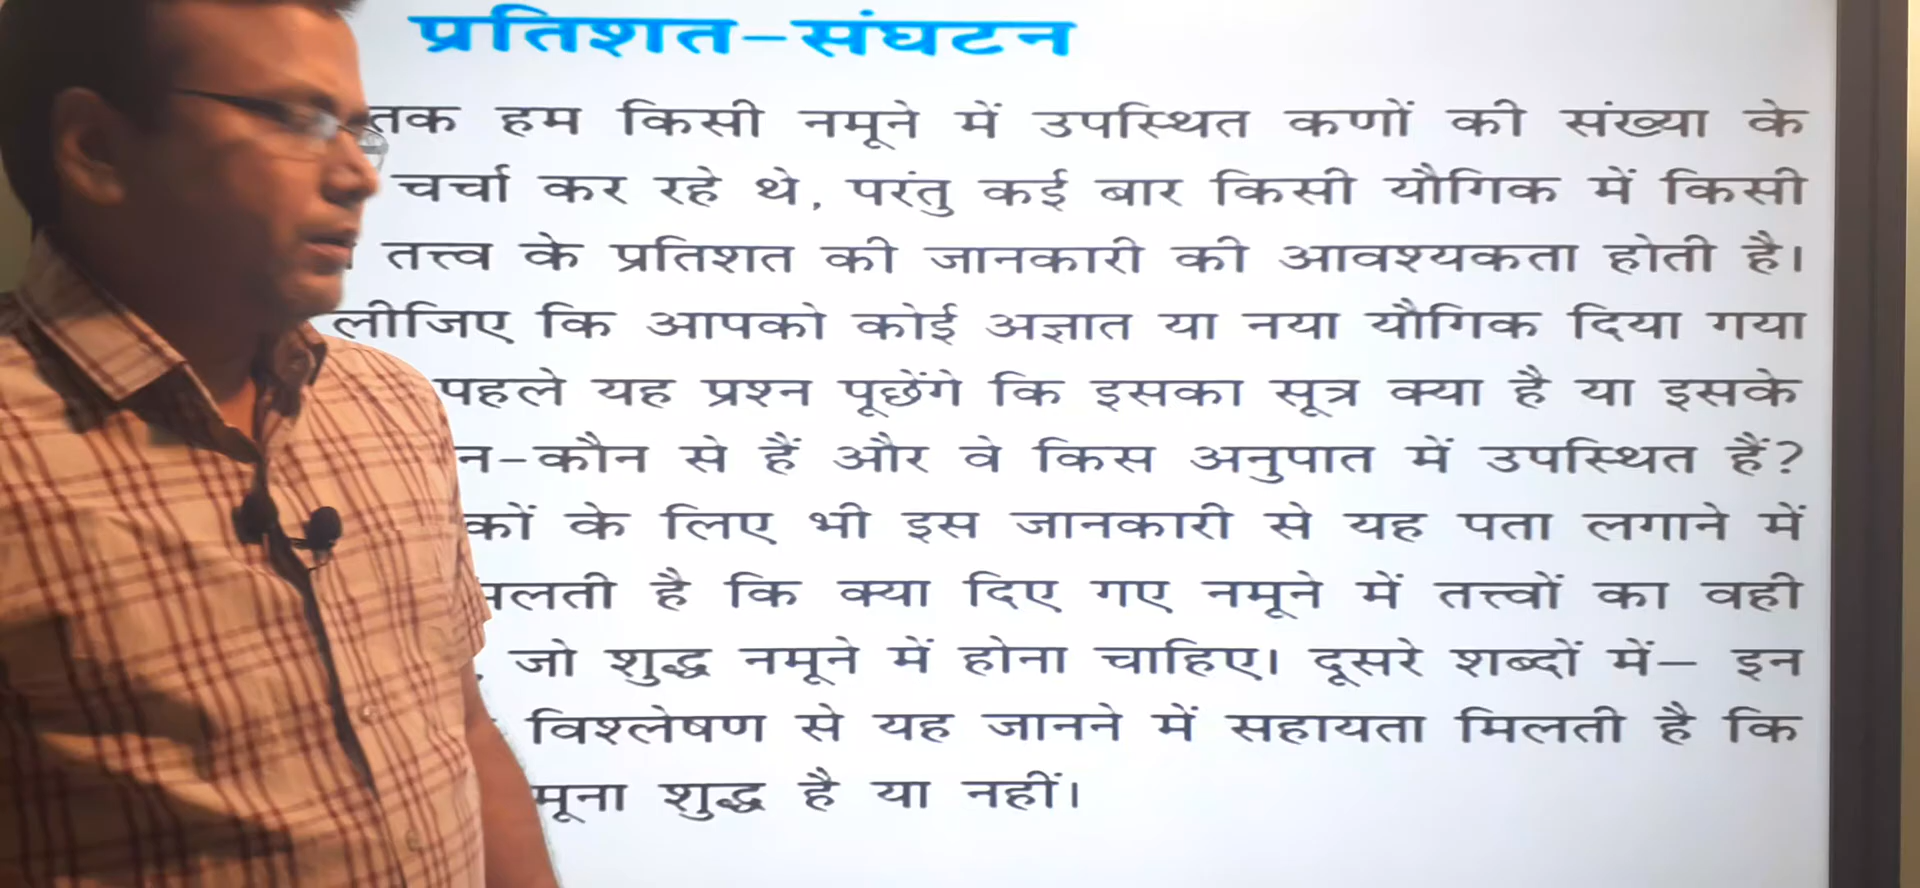 प्रतिशत-संघटन
तक हम किसी नमूने में उपस्थित कणों की संख्या के
चर्चा कर रहे थे, परंतु कई बार किसी यौगिक में किसी
तत्त्व के प्रतिशत की जानकारी की आवश्यकता होती है।
लीजिए कि आपको कोई अज्ञात या नया यौगिक दिया गया
पहले यह प्रश्न पूछेंगे कि इसका सूत्र क्या है या इसके
न-कौन से हैं और वे किस अनुपात में उपस्थित हैं?
कों के लिए भी इस जानकारी से यह पता लगाने में
मलती है कि क्या दिए गए नमूने में तत्त्वों का वही
जो शुद्ध नमूने में होना चाहिए। दूसरे शब्दों में— इन
विश्लेषण से यह जानने में सहायता मिलती है कि
मूना शुद्ध है या नहीं।